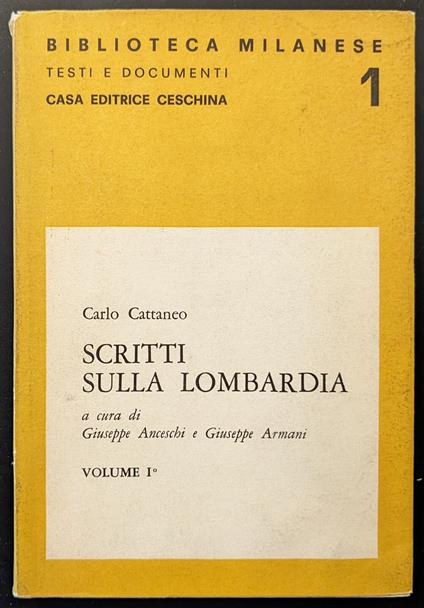 BIBLIOTECA MILANESE
TESTI E DOCUMENTI
CASA EDITRICE CESCHINA
1
Carlo Cattaneo
SCRITTI
SULLA LOMBARDIA
a cura di
Giuseppe Anceschi e Giuseppe Armani
VOLUME I°